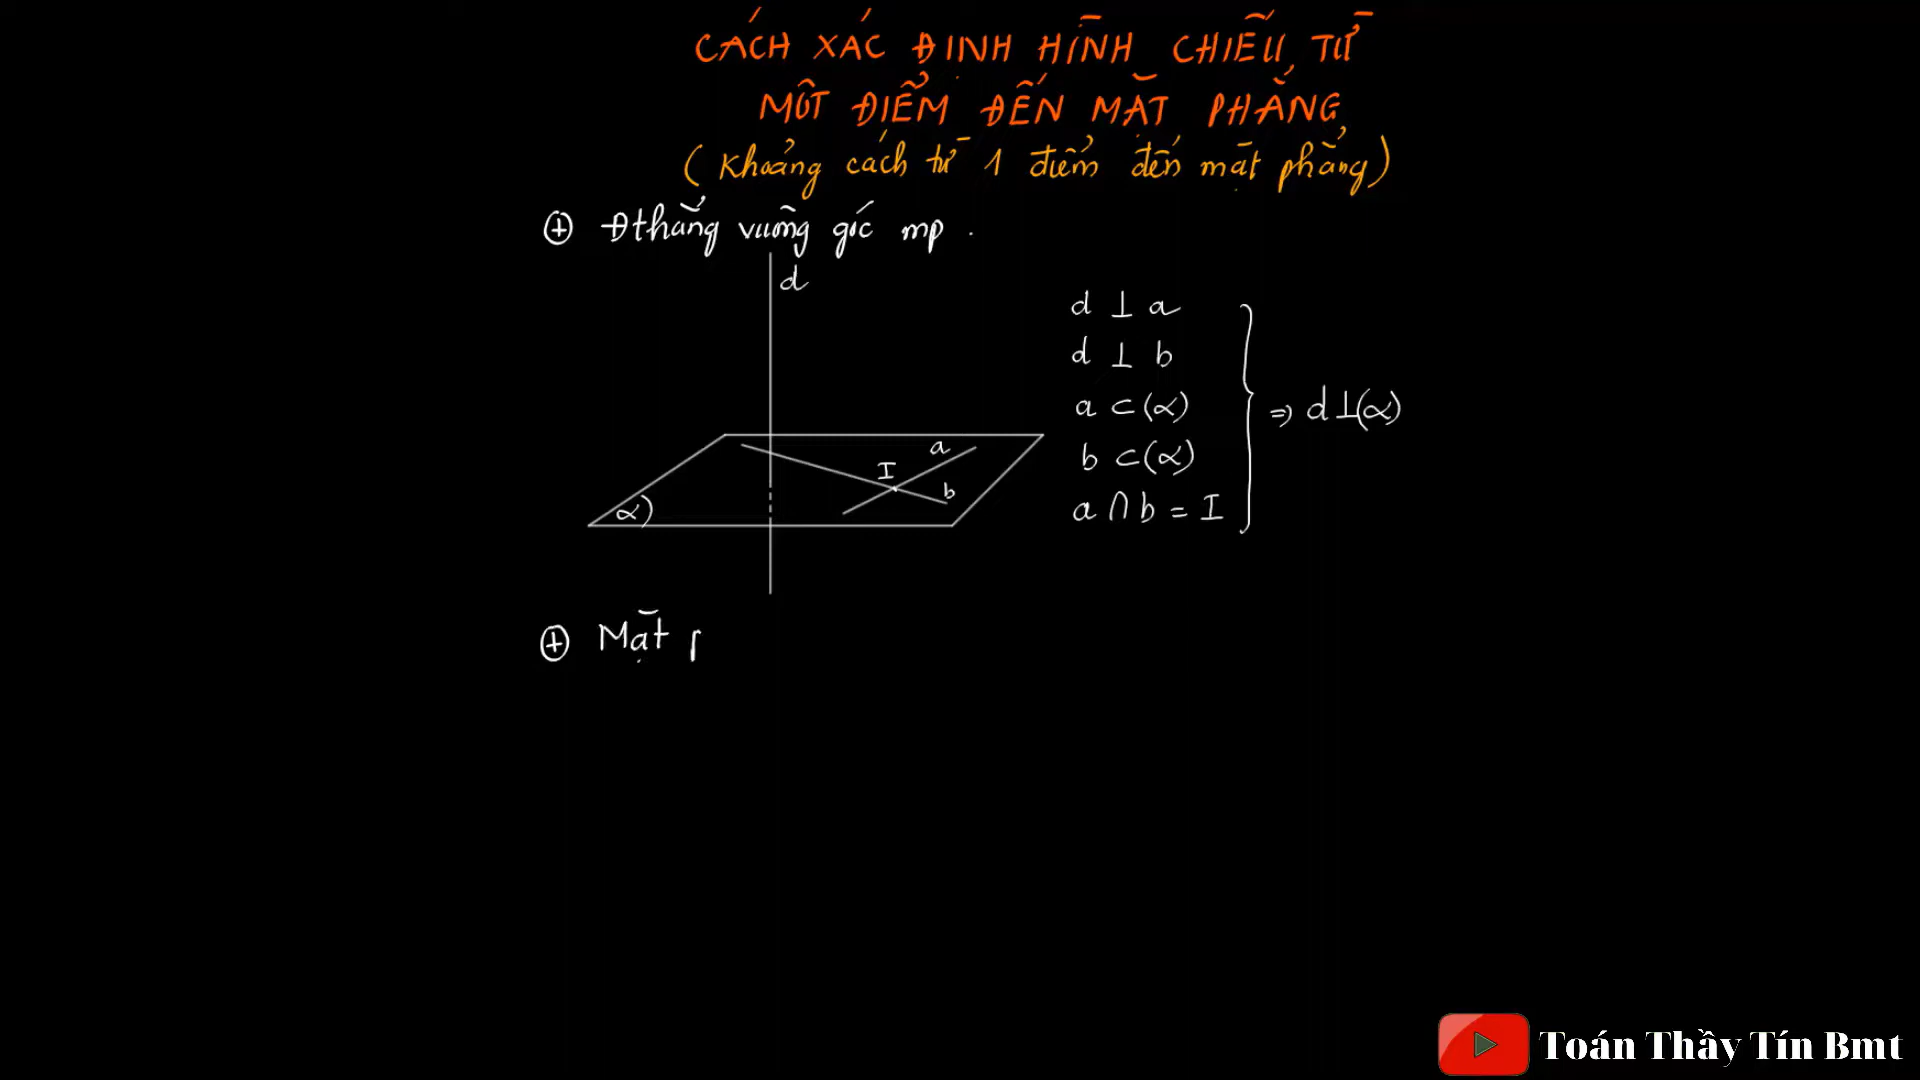 CÁCH XÁC ĐỊNH HÌNH CHIẾU TỪ
MỘT ĐIỂM ĐẾN MẶT PHẲNG
(Khoảng cách từ 1 điểm đến mặt phẳng)
⊕ Đthẳng vuông góc mp.
d
d ⊥ a
d ⊥ b
a ⊂ (α)
b ⊂ (α)
a ∩ b = I
⇒ d ⊥ (α)
a
I
b
α)
⊕ Mặt p
Toán Thầy Tín Bmt